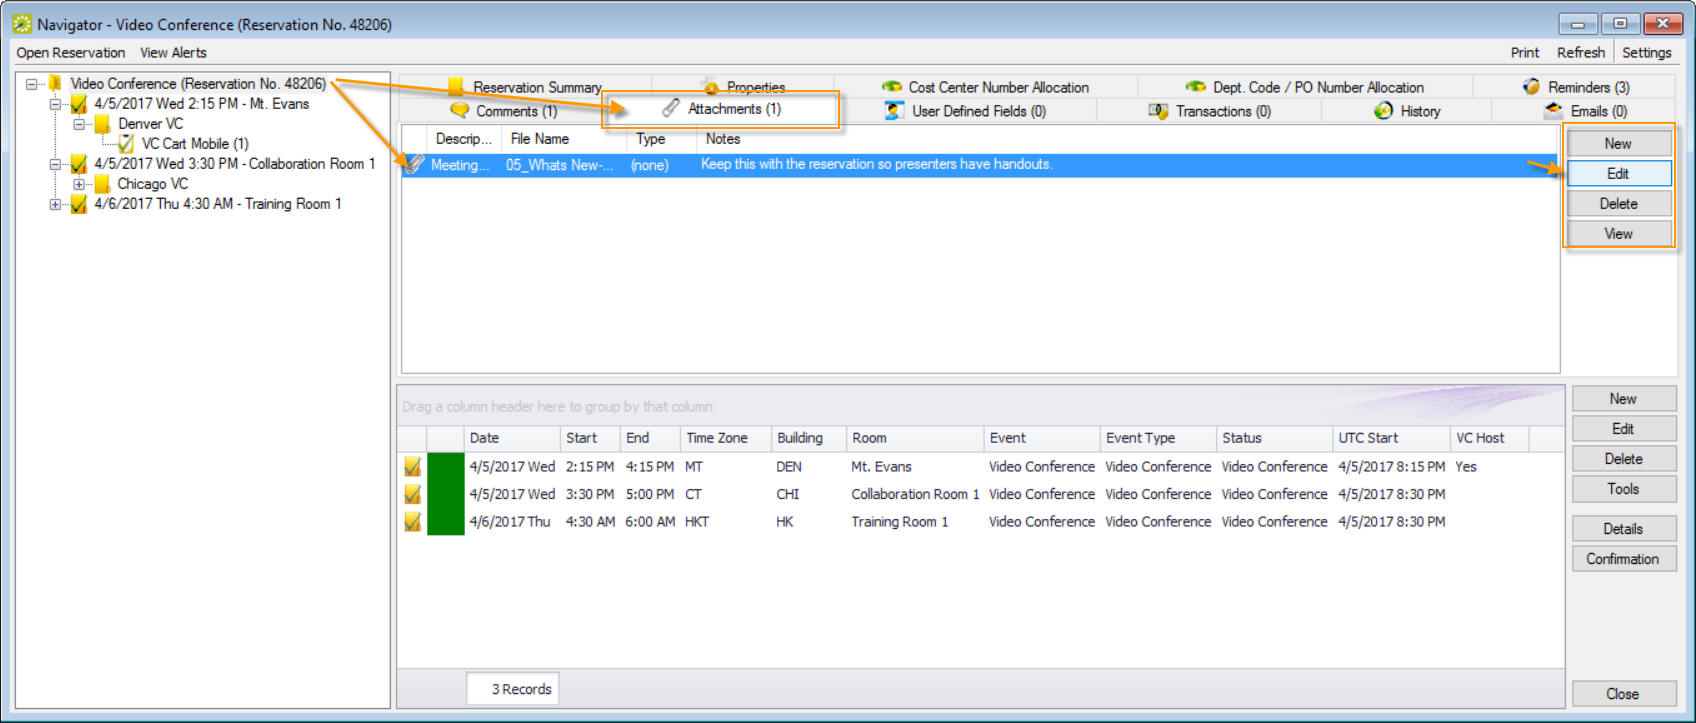 Navigator - Video Conference (Reservation No. 48206)
Open Reservation View Alerts Print Refresh Settings
Video Conference (Reservation No. 48206)
4/5/2017 Wed 2:15 PM - Mt. Evans
Denver VC
VC Cart Mobile (1)
4/5/2017 Wed 3:30 PM - Collaboration Room 1
Chicago VC
4/6/2017 Thu 4:30 AM - Training Room 1
Reservation Summary Properties Cost Center Number Allocation Dept. Code / PO Number Allocation Reminders (3)
Comments (1) Attachments (1) User Defined Fields (0) Transactions (0) History Emails (0)
Descrip... File Name Type Notes
Meeting... 05_Whats New-... (none) Keep this with the reservation so presenters have handouts.
New
Edit
Delete
View
Drag a column header here to group by that column
Date Start End Time Zone Building Room Event Event Type Status UTC Start VC Host
4/5/2017 Wed 2:15 PM 4:15 PM MT DEN Mt. Evans Video Conference Video Conference Video Conference 4/5/2017 8:15 PM Yes
4/5/2017 Wed 3:30 PM 5:00 PM CT CHI Collaboration Room 1 Video Conference Video Conference Video Conference 4/5/2017 8:30 PM
4/6/2017 Thu 4:30 AM 6:00 AM HKT HK Training Room 1 Video Conference Video Conference Video Conference 4/5/2017 8:30 PM
3 Records
New
Edit
Delete
Tools
Details
Confirmation
Close